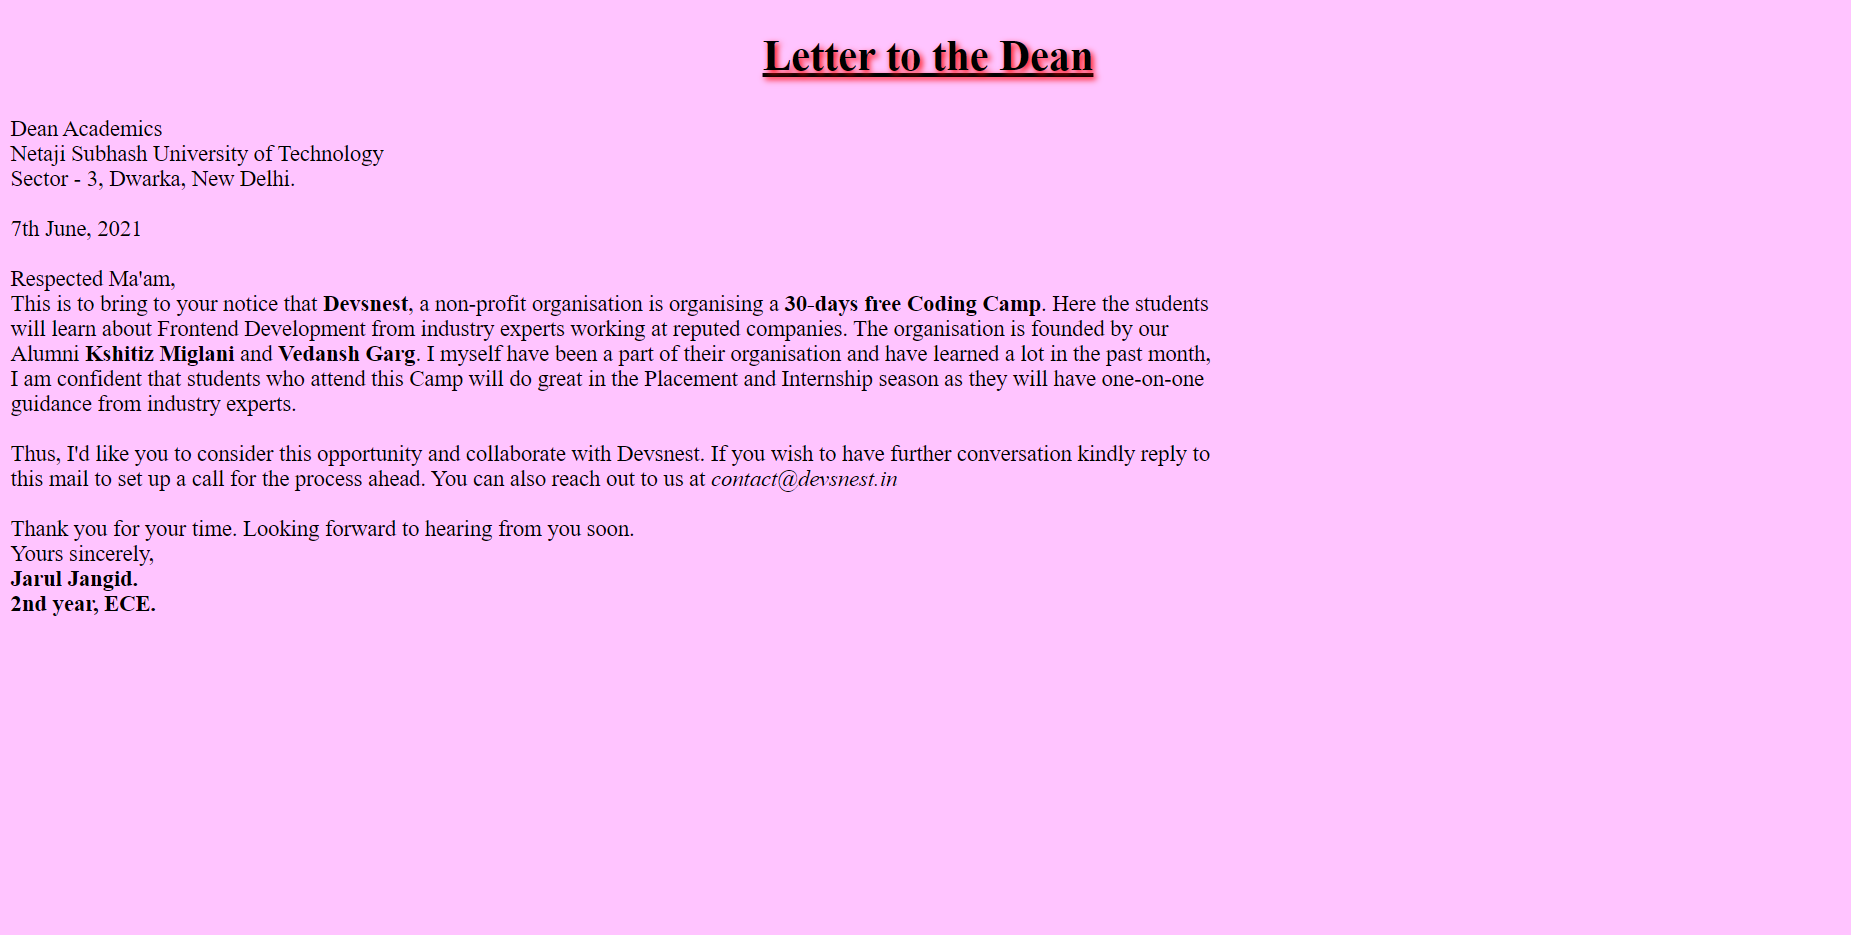 Letter to the Dean
Dean Academics
Netaji Subhash University of Technology
Sector - 3, Dwarka, New Delhi.
7th June, 2021
Respected Ma'am,
This is to bring to your notice that Devsnest, a non-profit organisation is organising a 30-days free Coding Camp. Here the students
will learn about Frontend Development from industry experts working at reputed companies. The organisation is founded by our
Alumni Kshitiz Miglani and Vedansh Garg. I myself have been a part of their organisation and have learned a lot in the past month,
I am confident that students who attend this Camp will do great in the Placement and Internship season as they will have one-on-one
guidance from industry experts.
Thus, I'd like you to consider this opportunity and collaborate with Devsnest. If you wish to have further conversation kindly reply to
this mail to set up a call for the process ahead. You can also reach out to us at contact@devsnest.in
Thank you for your time. Looking forward to hearing from you soon.
Yours sincerely,
Jarul Jangid.
2nd year, ECE.